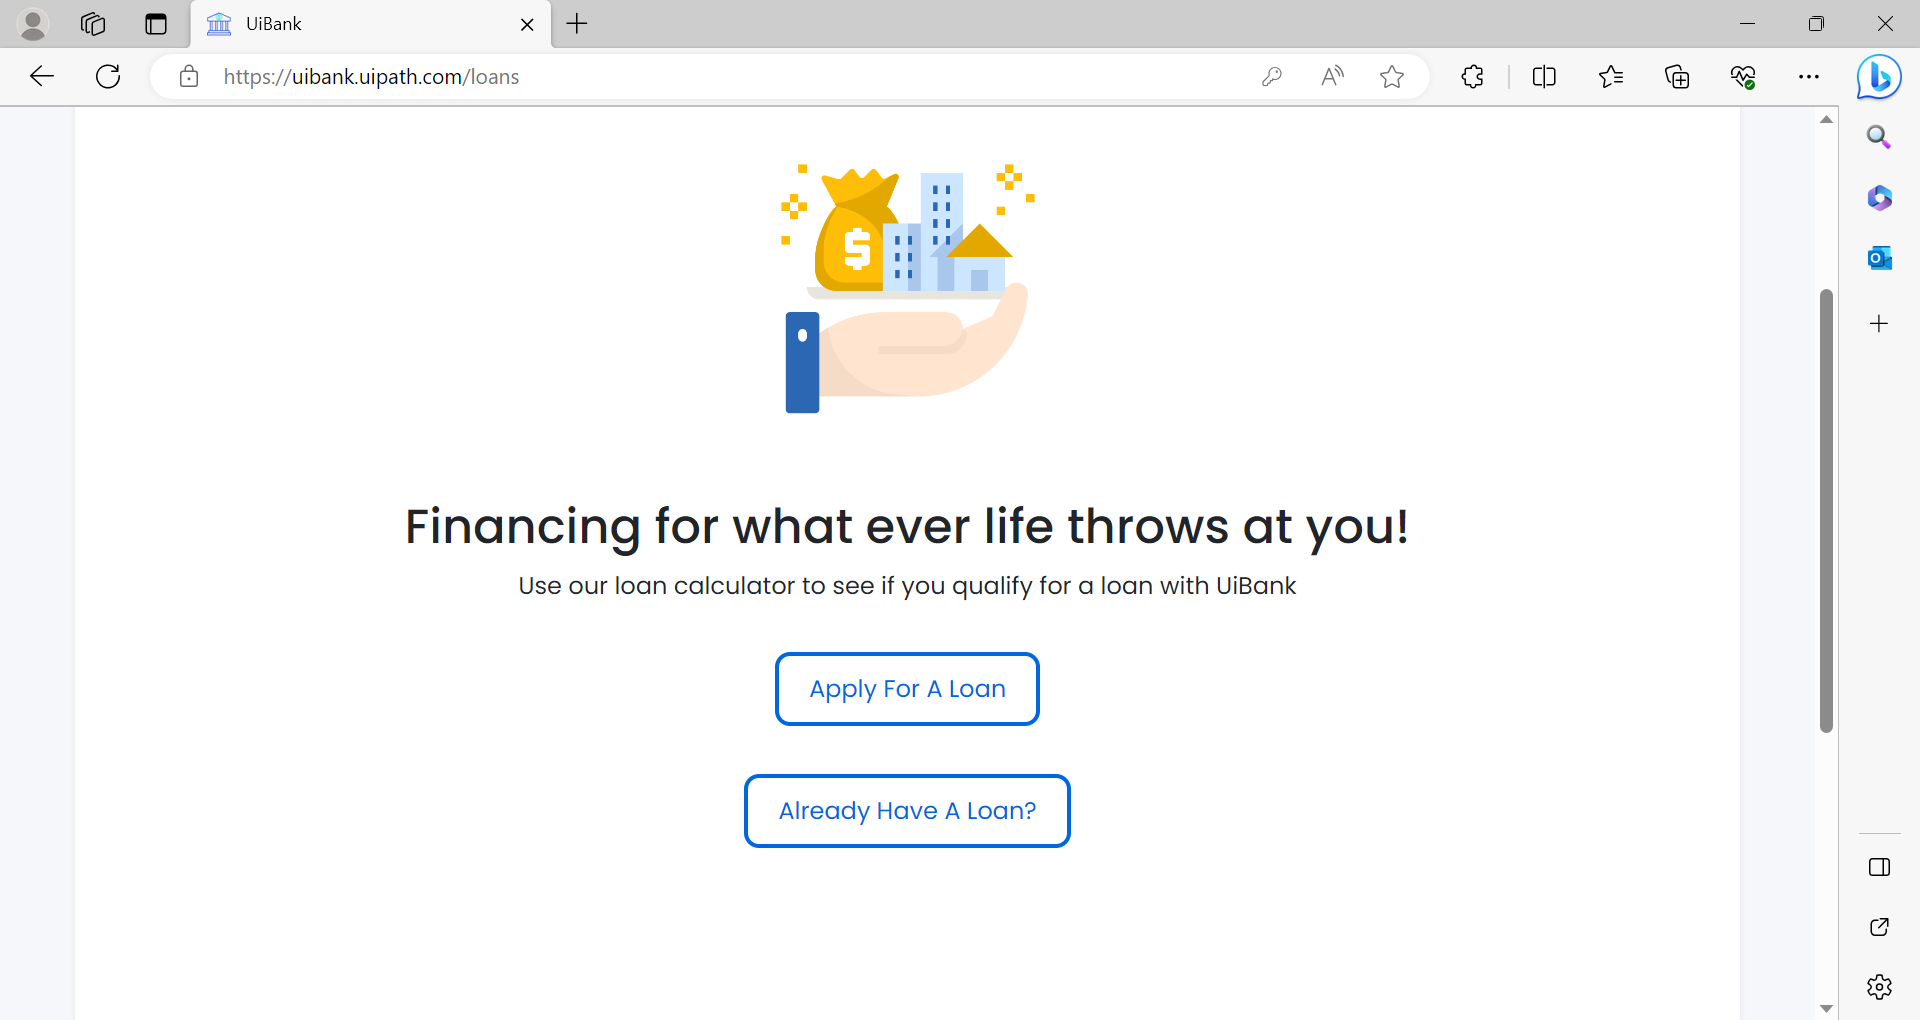 UiBank
https://uibank.uipath.com/loans
$
Financing for what ever life throws at you!
Use our loan calculator to see if you qualify for a loan with UiBank
Apply For A Loan
Already Have A Loan?